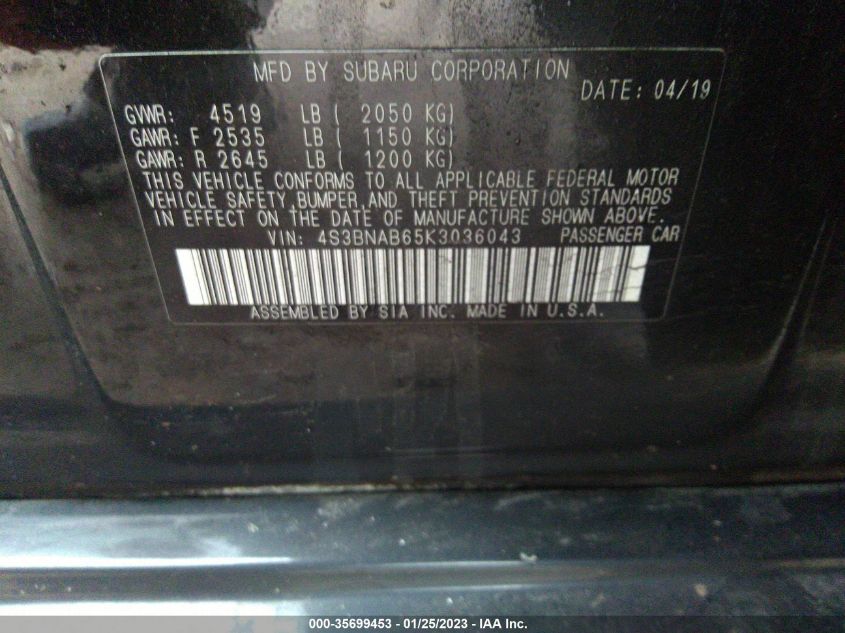 MFD BY SUBARU CORPORATION
DATE: 04/19
GVWR: 4519 LB ( 2050 KG)
GAWR: F 2535 LB ( 1150 KG)
GAWR: R 2645 LB ( 1200 KG)
THIS VEHICLE CONFORMS TO ALL APPLICABLE FEDERAL MOTOR
VEHICLE SAFETY,BUMPER,AND THEFT PREVENTION STANDARDS
IN EFFECT ON THE DATE OF MANUFACTURE SHOWN ABOVE.
VIN: 4S3BNAB65K3036043 PASSENGER CAR
ASSEMBLED BY SIA INC. MADE IN U.S.A.
000-35699453 - 01/25/2023 - IAA Inc.